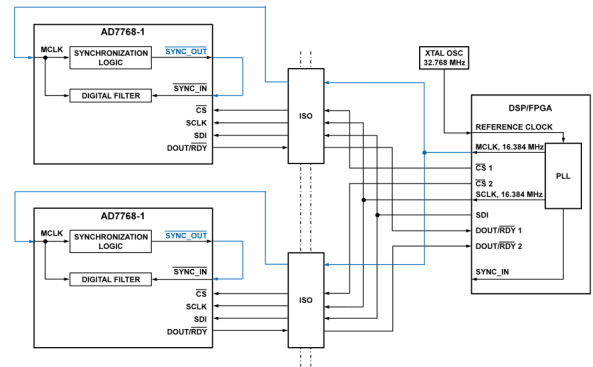 AD7768-1
MCLK
SYNCHRONIZATION
LOGIC
SYNC_OUT
SYNC_IN
DIGITAL FILTER
CS
SCLK
SDI
DOUT/RDY
ISO
XTAL OSC
32.768 MHz
DSP/FPGA
REFERENCE CLOCK
MCLK, 16.384 MHz
PLL
CS 1
CS 2
SCLK, 16.384 MHz
SDI
DOUT/RDY 1
DOUT/RDY 2
SYNC_IN
AD7768-1
MCLK
SYNCHRONIZATION
LOGIC
SYNC_OUT
SYNC_IN
DIGITAL FILTER
CS
SCLK
SDI
DOUT/RDY
ISO